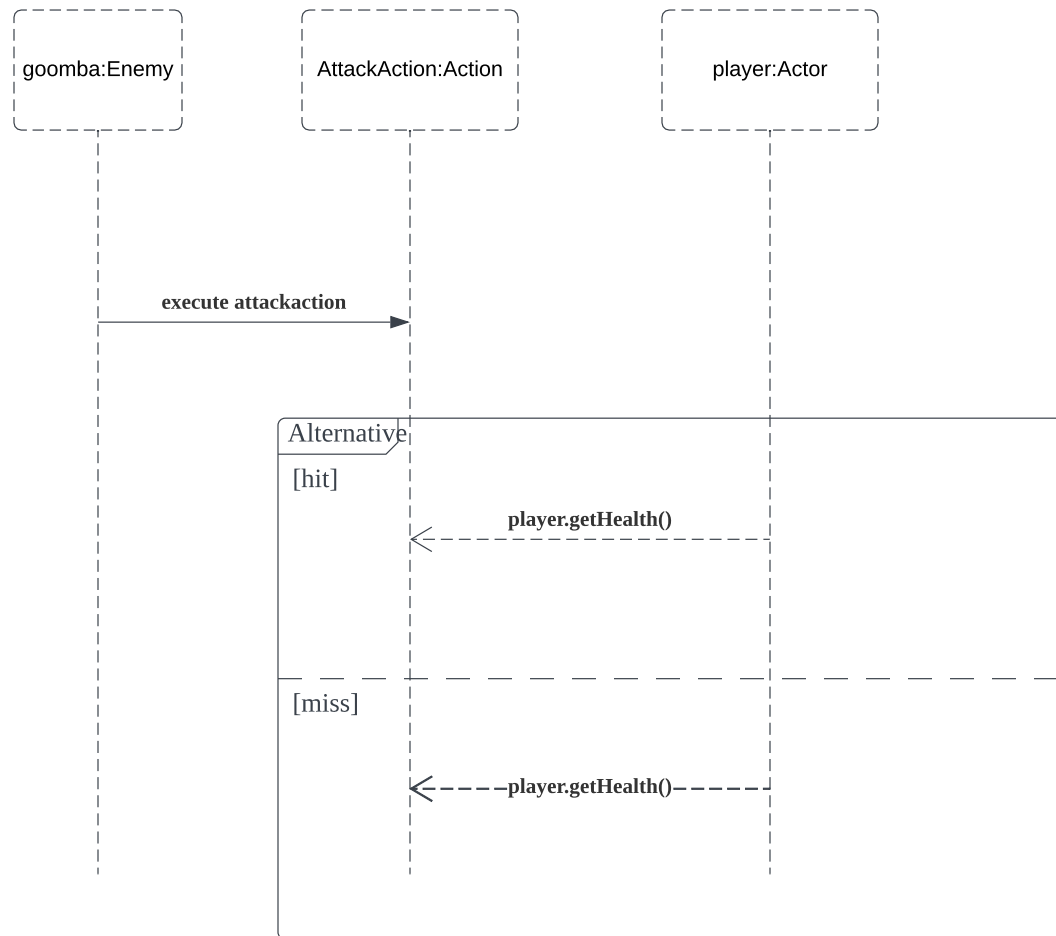 goomba:Enemy
AttackAction:Action
player:Actor
execute attackaction
Alternative
[hit]
player.getHealth()
[miss]
player.getHealth()